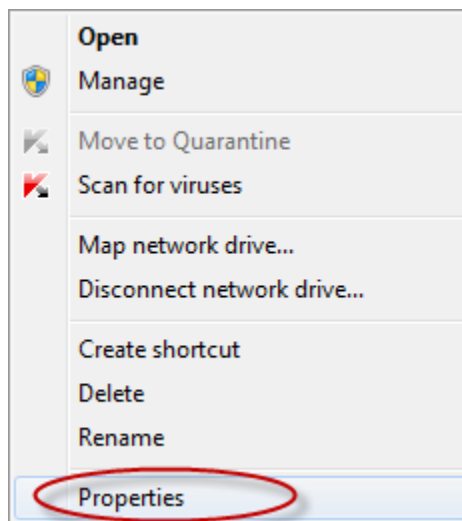 Open
Manage
Move to Quarantine
Scan for viruses
Map network drive...
Disconnect network drive...
Create shortcut
Delete
Rename
Properties